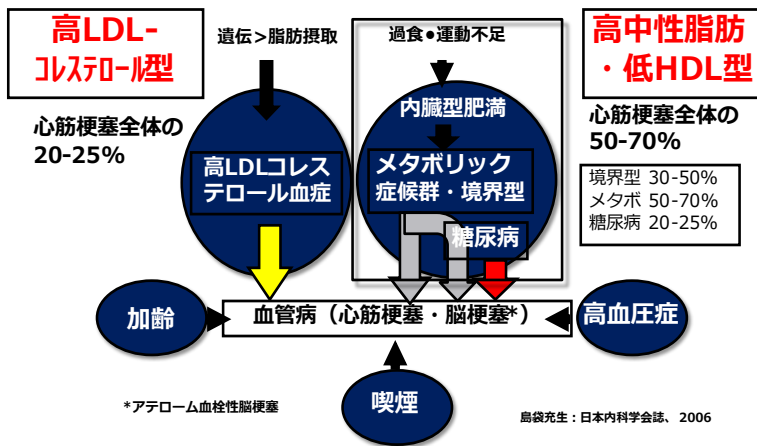 高LDL-
コレステロール型
遺伝＞脂肪摂取
過食●運動不足
高中性脂肪
・低HDL型
心筋梗塞全体の
20-25%
内臓型肥満
心筋梗塞全体の
50-70%
高LDLコレス
テロール血症
メタボリック
症候群・境界型
境界型 30-50%
メタボ 50-70%
糖尿病 20-25%
糖尿病
加齢
血管病（心筋梗塞・脳梗塞*）
高血圧症
喫煙
*アテローム血栓性脳梗塞
島袋充生：日本内科学会誌、2006